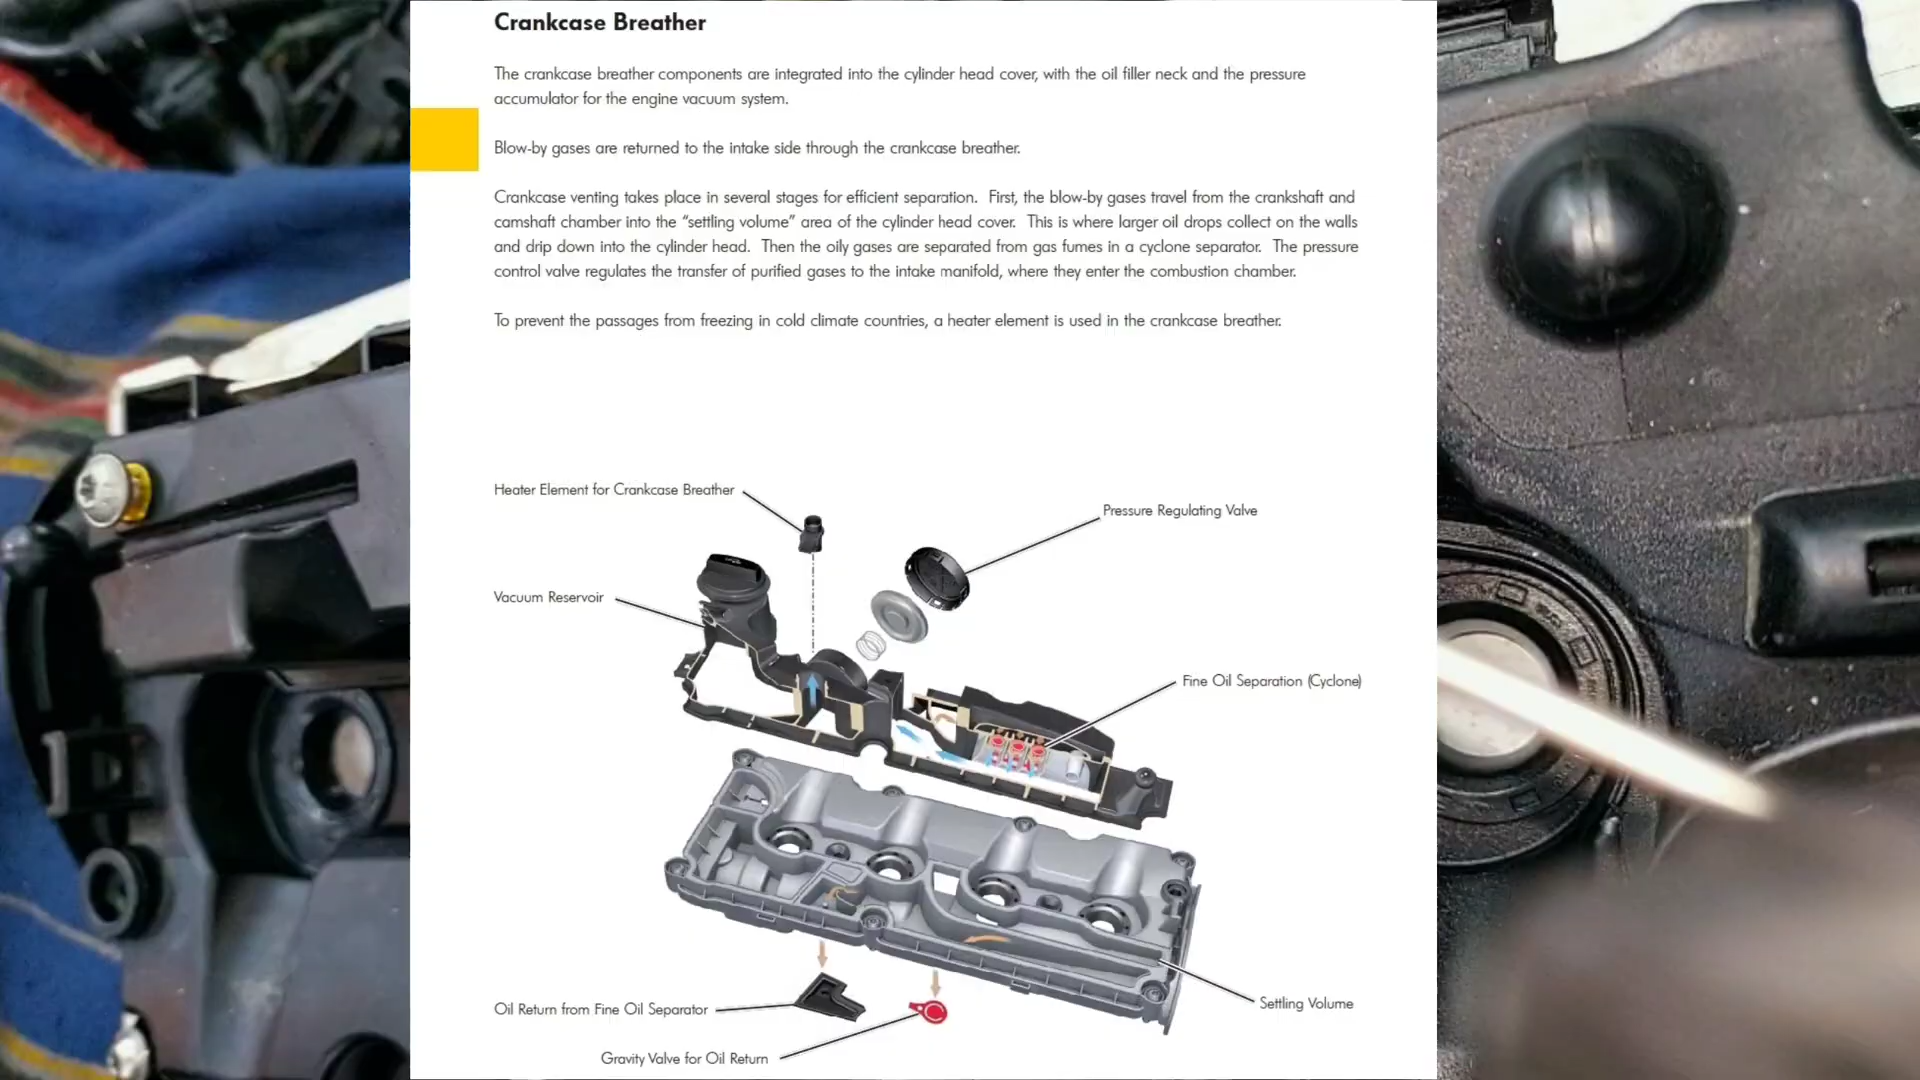 Crankcase Breather
The crankcase breather components are integrated into the cylinder head cover, with the oil filler neck and the pressure
accumulator for the engine vacuum system.
Blow-by gases are returned to the intake side through the crankcase breather.
Crankcase venting takes place in several stages for efficient separation. First, the blow-by gases travel from the crankshaft and
camshaft chamber into the “settling volume” area of the cylinder head cover. This is where larger oil drops collect on the walls
and drip down into the cylinder head. Then the oily gases are separated from gas fumes in a cyclone separator. The pressure
control valve regulates the transfer of purified gases to the intake manifold, where they enter the combustion chamber.
To prevent the passages from freezing in cold climate countries, a heater element is used in the crankcase breather.
Heater Element for Crankcase Breather
Pressure Regulating Valve
Vacuum Reservoir
Fine Oil Separation (Cyclone)
Settling Volume
Oil Return from Fine Oil Separator
Gravity Valve for Oil Return